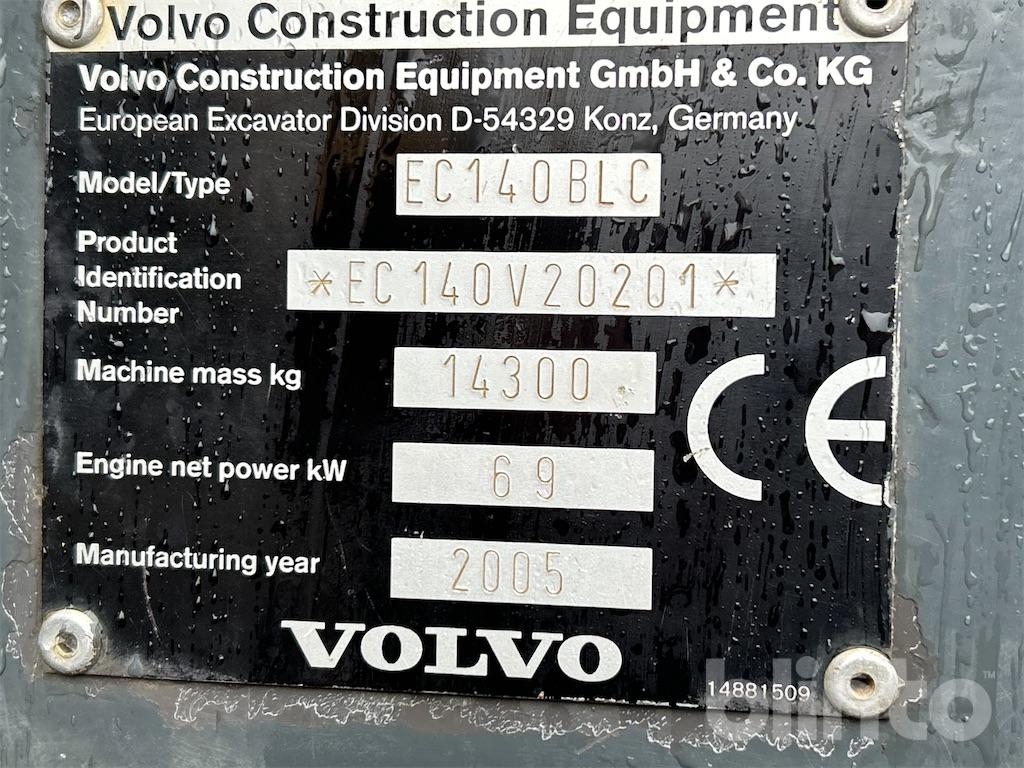 Volvo Construction Equipment
Volvo Construction Equipment GmbH & Co. KG
European Excavator Division D-54329 Konz, Germany
Model/Type EC140BLC
Product
Identification *EC140V20201*
Number
Machine mass kg 14300
Engine net power kW 69
Manufacturing year 2005
CE
VOLVO
14881509
blinto™